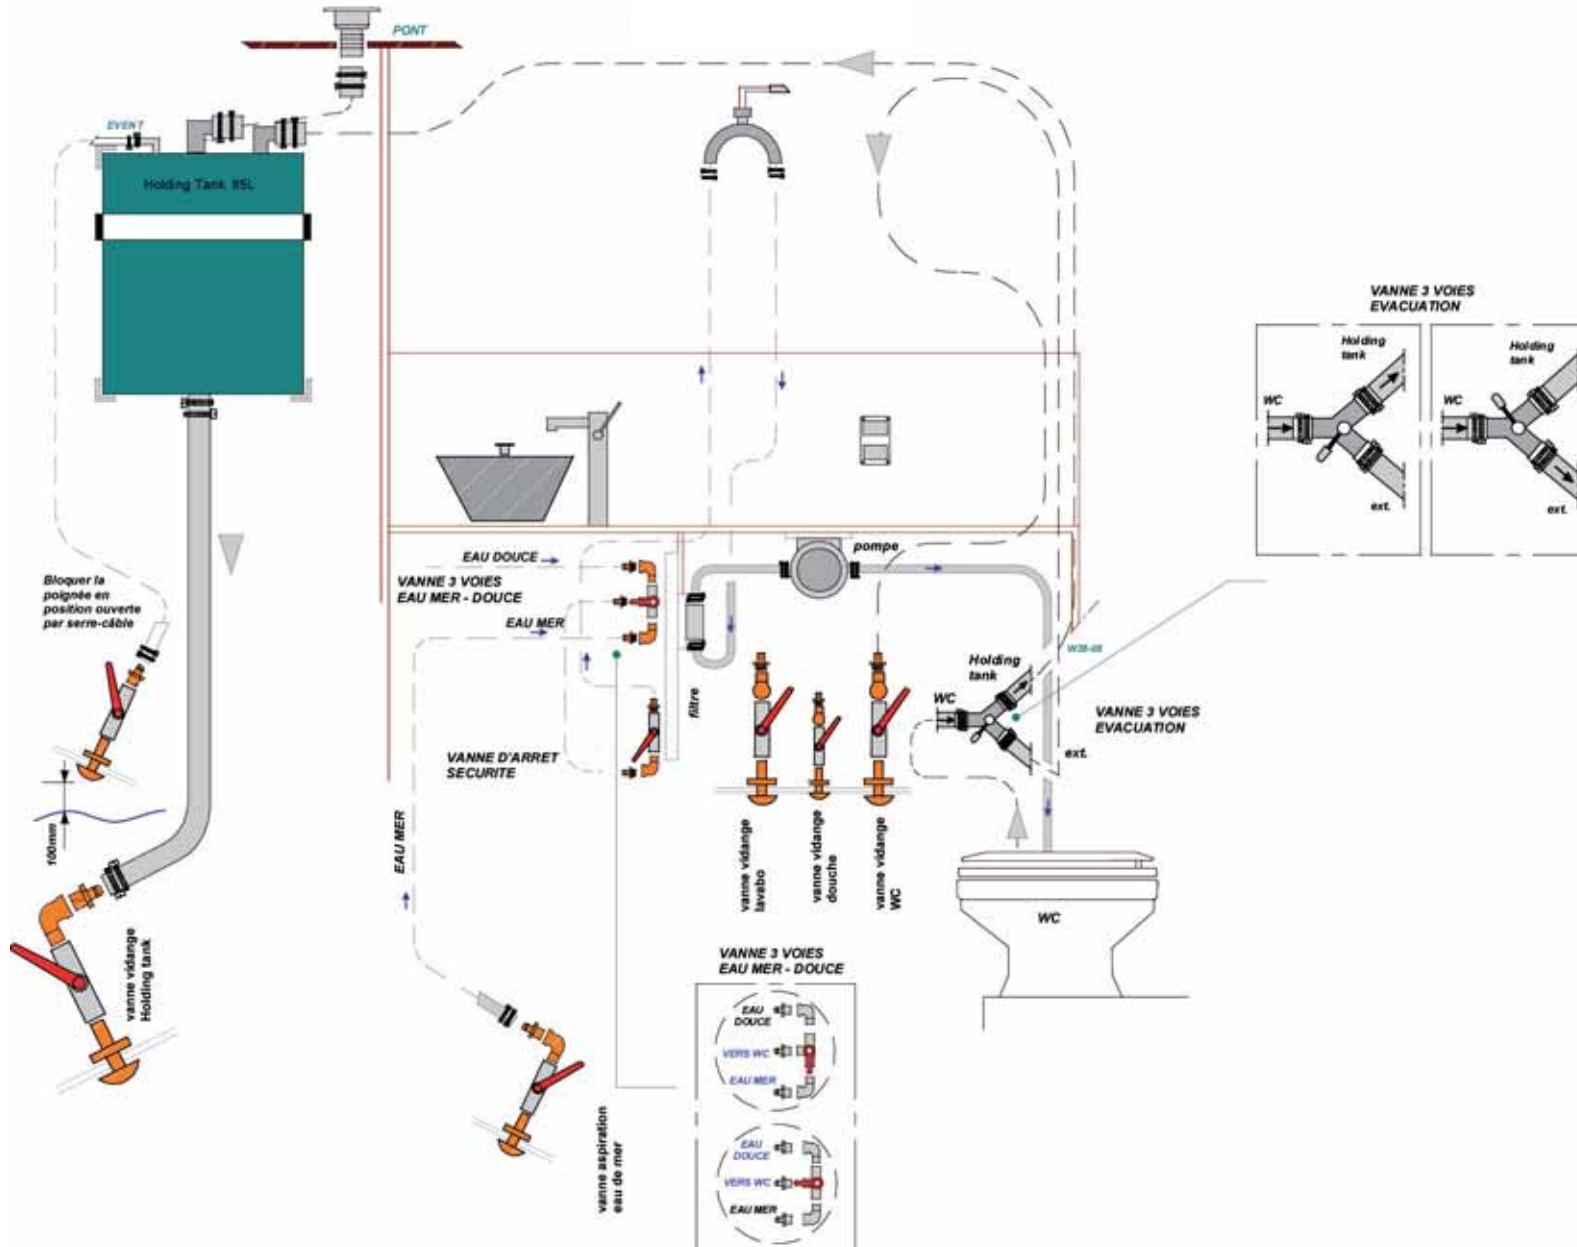 PONT
EVENT
Holding Tank 85L
VANNE 3 VOIES
EVACUATION
Holding
tank
WC
ext.
Holding
tank
WC
ext.
EAU DOUCE
VANNE 3 VOIES
EAU MER - DOUCE
EAU MER
pompe
filtre
Bloquer la
poignée en
position ouverte
par serre-câble
100mm
VANNE D'ARRET
SECURITE
EAU MER
Holding
tank
WC
ext.
VANNE 3 VOIES
EVACUATION
vanne vidange
lavabo
vanne vidange
douche
vanne vidange
WC
WC
vanne vidange
Holding tank
vanne aspiration
eau de mer
VANNE 3 VOIES
EAU MER - DOUCE
EAU
DOUCE
VERS WC
EAU MER
EAU
DOUCE
VERS WC
EAU MER